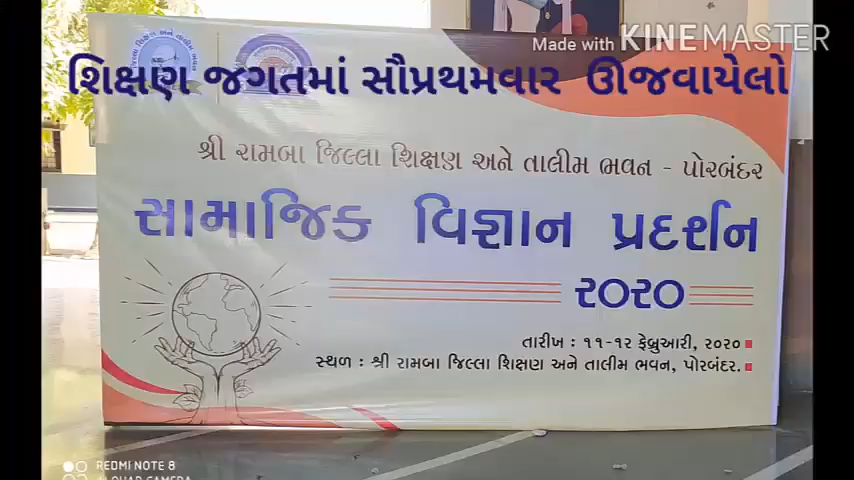 Made with KINEMASTER
શિક્ષણ જગતમાં સૌપ્રથમવાર ઊજવાયેલો
શ્રી રામબા જિલ્લા શિક્ષણ અને તાલીમ ભવન - પોરબંદર
સામાજિક વિજ્ઞાન પ્રદર્શન
૨૦૨૦
તારીખ : ૧૧-૧૨ ફેબ્રુઆરી, ૨૦૨૦
સ્થળ : શ્રી રામબા જિલ્લા શિક્ષણ અને તાલીમ ભવન, પોરબંદર.
REDMI NOTE 8